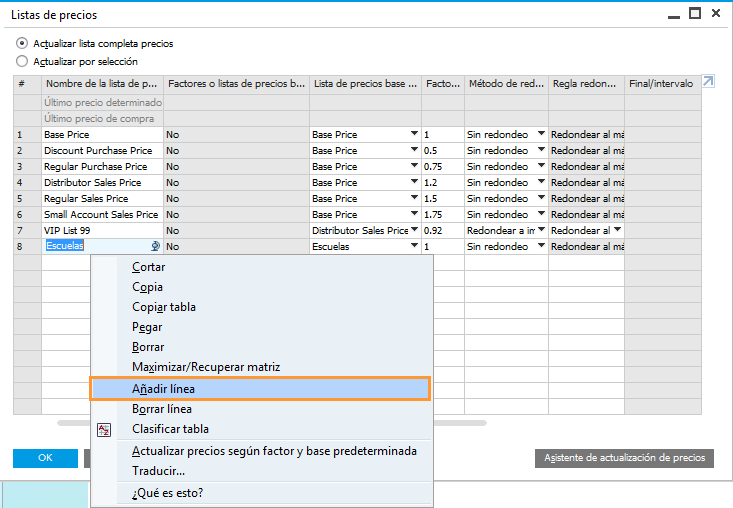 Listas de precios
Actualizar lista completa precios
Actualizar por selección
# Nombre de la lista de p... Factores o listas de precios b... Lista de precios base ... Facto... Método de red... Regla redon... Final/intervalo
Último precio determinado
Último precio de compra
1 Base Price No Base Price 1 Sin redondeo Redondear al má
2 Discount Purchase Price No Base Price 0.5 Sin redondeo Redondear al má
3 Regular Purchase Price No Base Price 0.75 Sin redondeo Redondear al má
4 Distributor Sales Price No Base Price 1.2 Sin redondeo Redondear al má
5 Regular Sales Price No Base Price 1.5 Sin redondeo Redondear al má
6 Small Account Sales Price No Base Price 1.75 Sin redondeo Redondear al má
7 VIP List 99 No Distributor Sales Price 0.92 Redondear a im Redondear al
8 Escuelas No Escuelas 1 Sin redondeo Redondear al má
Cortar
Copia
Copiar tabla
Pegar
Borrar
Maximizar/Recuperar matriz
Añadir línea
Borrar línea
Clasificar tabla
Actualizar precios según factor y base predeterminada
Traducir...
¿Qué es esto?
OK
Asistente de actualización de precios